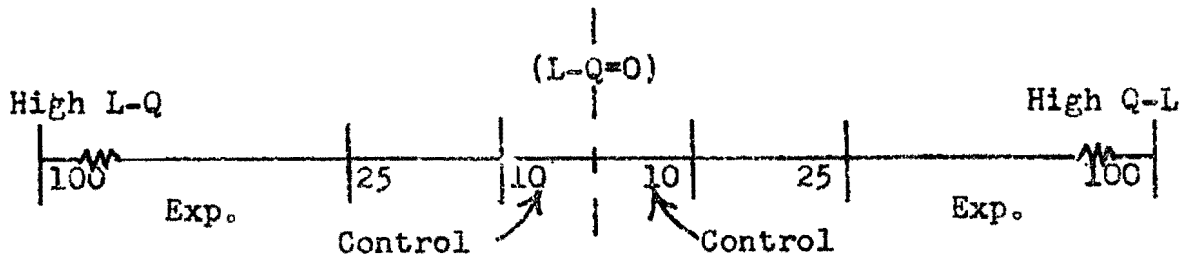 (L-Q=0)
High L-Q High Q-L
100 25 10 10 25 100
Exp. Exp.
Control Control